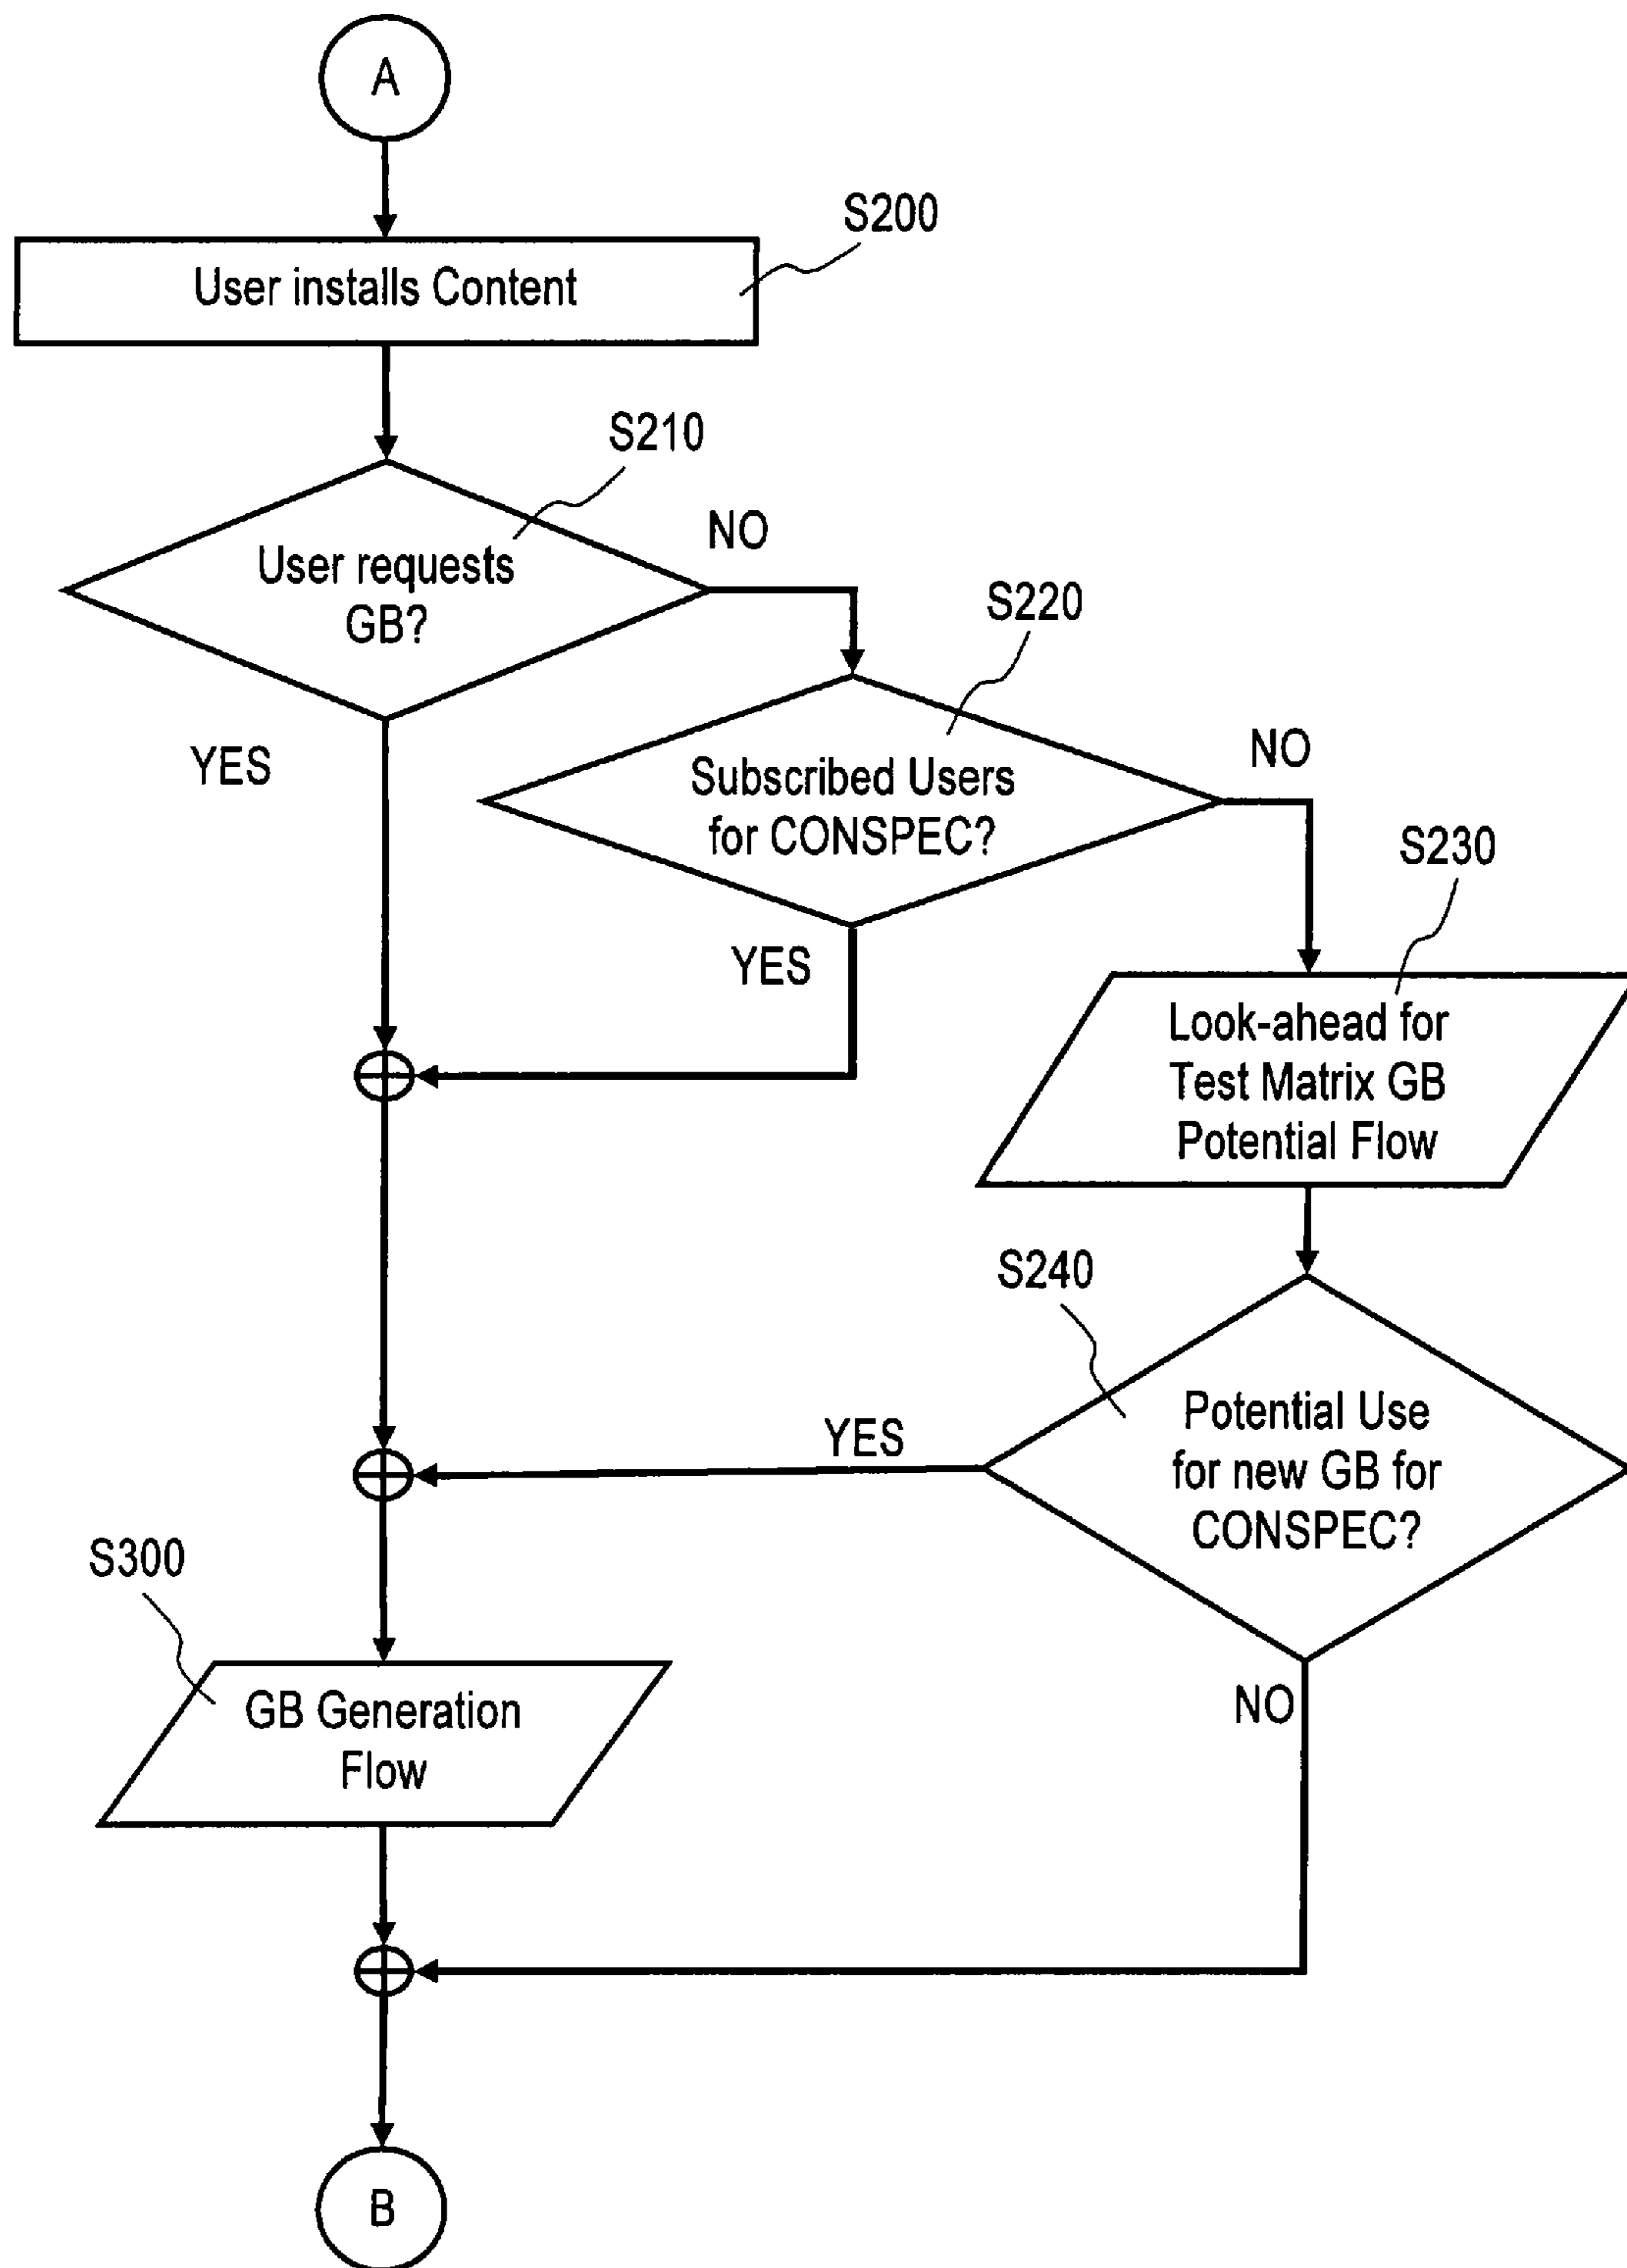 A
S200
User installs Content
S210
NO
User requests
GB?
S220
YES
NO
Subscribed Users
for CONSPEC?
S230
YES
Look-ahead for
Test Matrix GB
Potential Flow
S240
YES
Potential Use
for new GB for
CONSPEC?
S300
NO
GB Generation
Flow
B